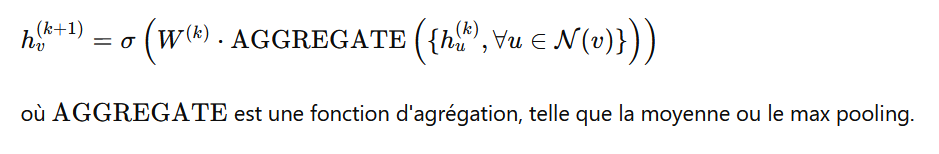 h_v^{(k+1)} = σ ( W^{(k)} · AGGREGATE ( {h_u^{(k)}, ∀u ∈ 𝒩(v)} ) )
où AGGREGATE est une fonction d'agrégation, telle que la moyenne ou le max pooling.